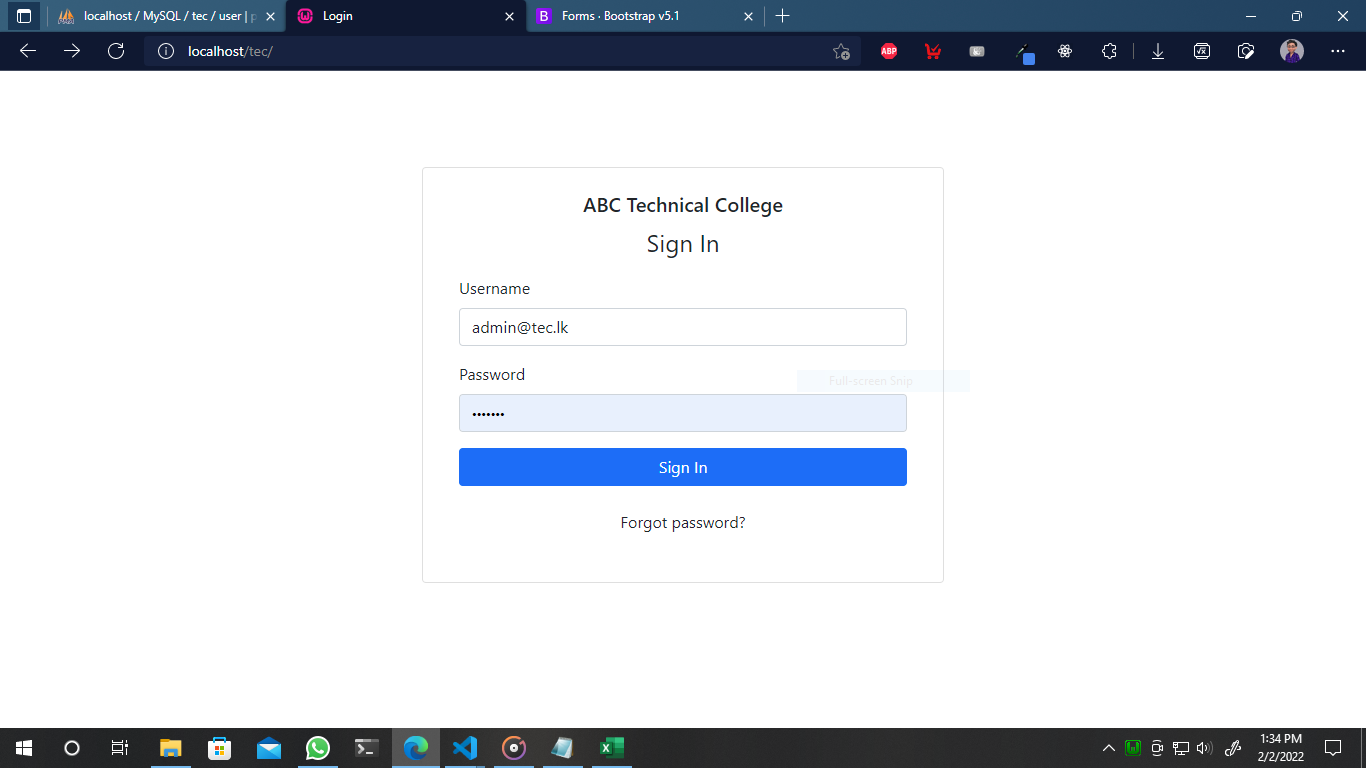 localhost / MySQL / tec / user | p
Login
Forms · Bootstrap v5.1
localhost/tec/
ABP
ABC Technical College
Sign In
Username
admin@tec.lk
Password
Full-screen Snip
•••••••
Sign In
Forgot password?
1:34 PM
2/2/2022